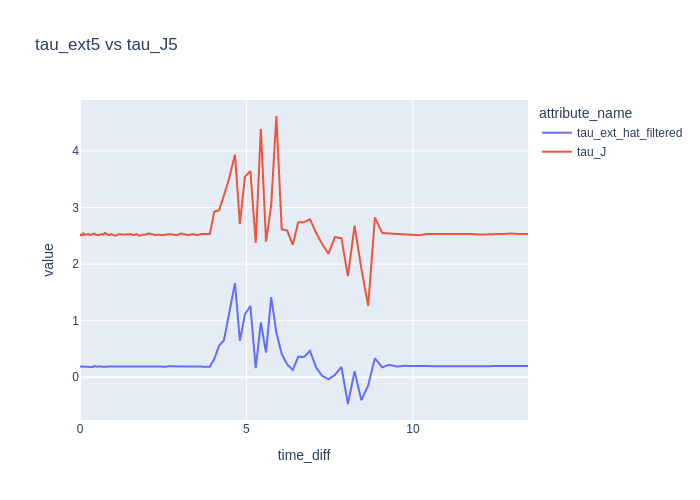 tau_ext5 vs tau_J5
attribute_name
tau_ext_hat_filtered
tau_J
value
4
3
2
1
0
0
5
10
time_diff